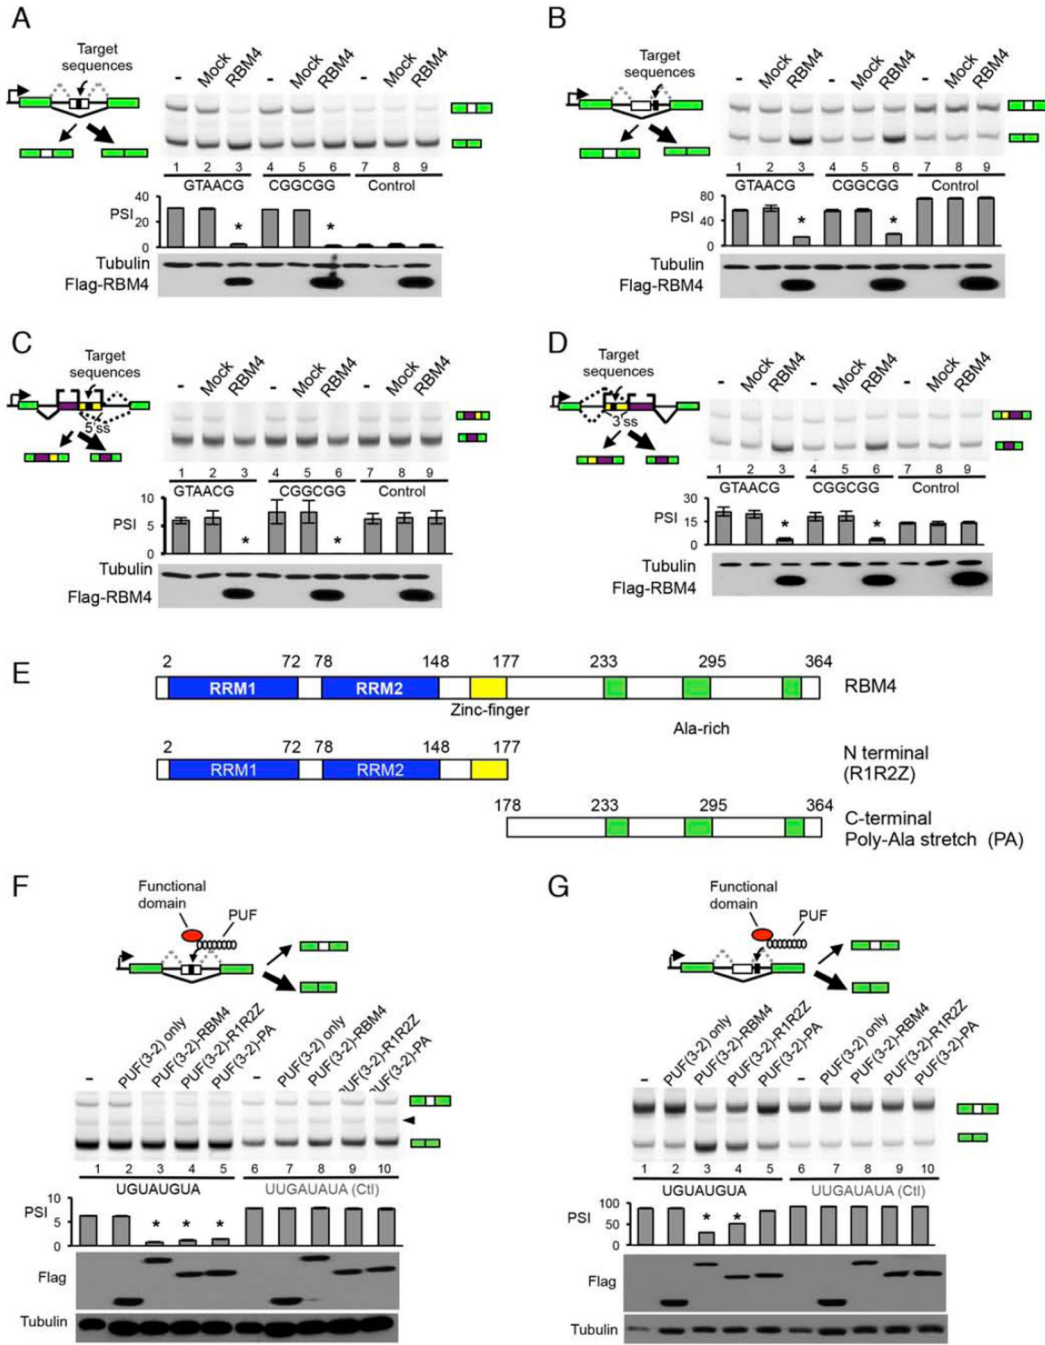 A
Target
sequences
- Mock RBM4 - Mock RBM4 - Mock RBM4
1 2 3 4 5 6 7 8 9
GTAACG CGGCGG Control
40
PSI 20
* *
0
Tubulin
Flag-RBM4
B
Target
sequences
- Mock RBM4 - Mock RBM4 - Mock RBM4
1 2 3 4 5 6 7 8 9
GTAACG CGGCGG Control
80
PSI 40
* *
0
Tubulin
Flag-RBM4
C
Target
sequences
5'ss
- Mock RBM4 - Mock RBM4 - Mock RBM4
1 2 3 4 5 6 7 8 9
GTAACG CGGCGG Control
10
PSI 5
* *
0
Tubulin
Flag-RBM4
D
Target
sequences
3'ss
- Mock RBM4 - Mock RBM4 - Mock RBM4
1 2 3 4 5 6 7 8 9
GTAACG CGGCGG Control
30
PSI 15
* *
0
Tubulin
Flag-RBM4
E
2 72 78 148 177 233 295 364
RRM1 RRM2 RBM4
Zinc-finger
Ala-rich
2 72 78 148 177
RRM1 RRM2
N terminal
(R1R2Z)
178 233 295 364
C-terminal
Poly-Ala stretch (PA)
F
Functional
domain
PUF
- PUF(3-2) only PUF(3-2)-RBM4 PUF(3-2)-R1R2Z PUF(3-2)-PA - PUF(3-2) only PUF(3-2)-RBM4 PUF(3-2)-R1R2Z PUF(3-2)-PA
1 2 3 4 5 6 7 8 9 10
UGUAUGUA UUGAUAUA (Ctl)
10
PSI 5
* * *
0
Flag
Tubulin
G
Functional
domain
PUF
- PUF(3-2) only PUF(3-2)-RBM4 PUF(3-2)-R1R2Z PUF(3-2)-PA - PUF(3-2) only PUF(3-2)-RBM4 PUF(3-2)-R1R2Z PUF(3-2)-PA
1 2 3 4 5 6 7 8 9 10
UGUAUGUA UUGAUAUA (Ctl)
100
PSI 50
* *
0
Flag
Tubulin